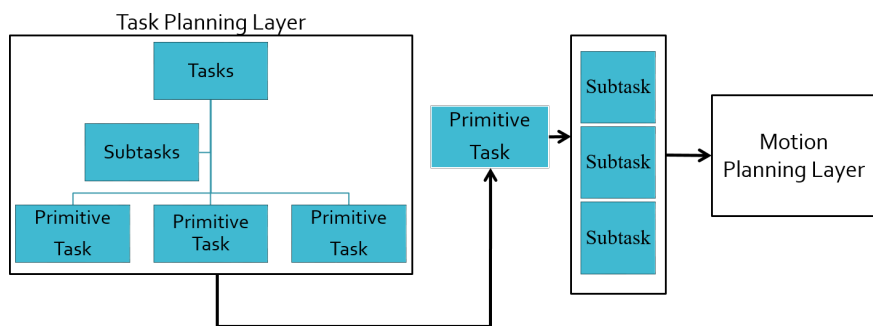 Task Planning Layer
Tasks
Subtasks
Primitive
Task
Primitive
Task
Primitive
Task
Primitive
Task
Subtask
Subtask
Subtask
Motion
Planning Layer